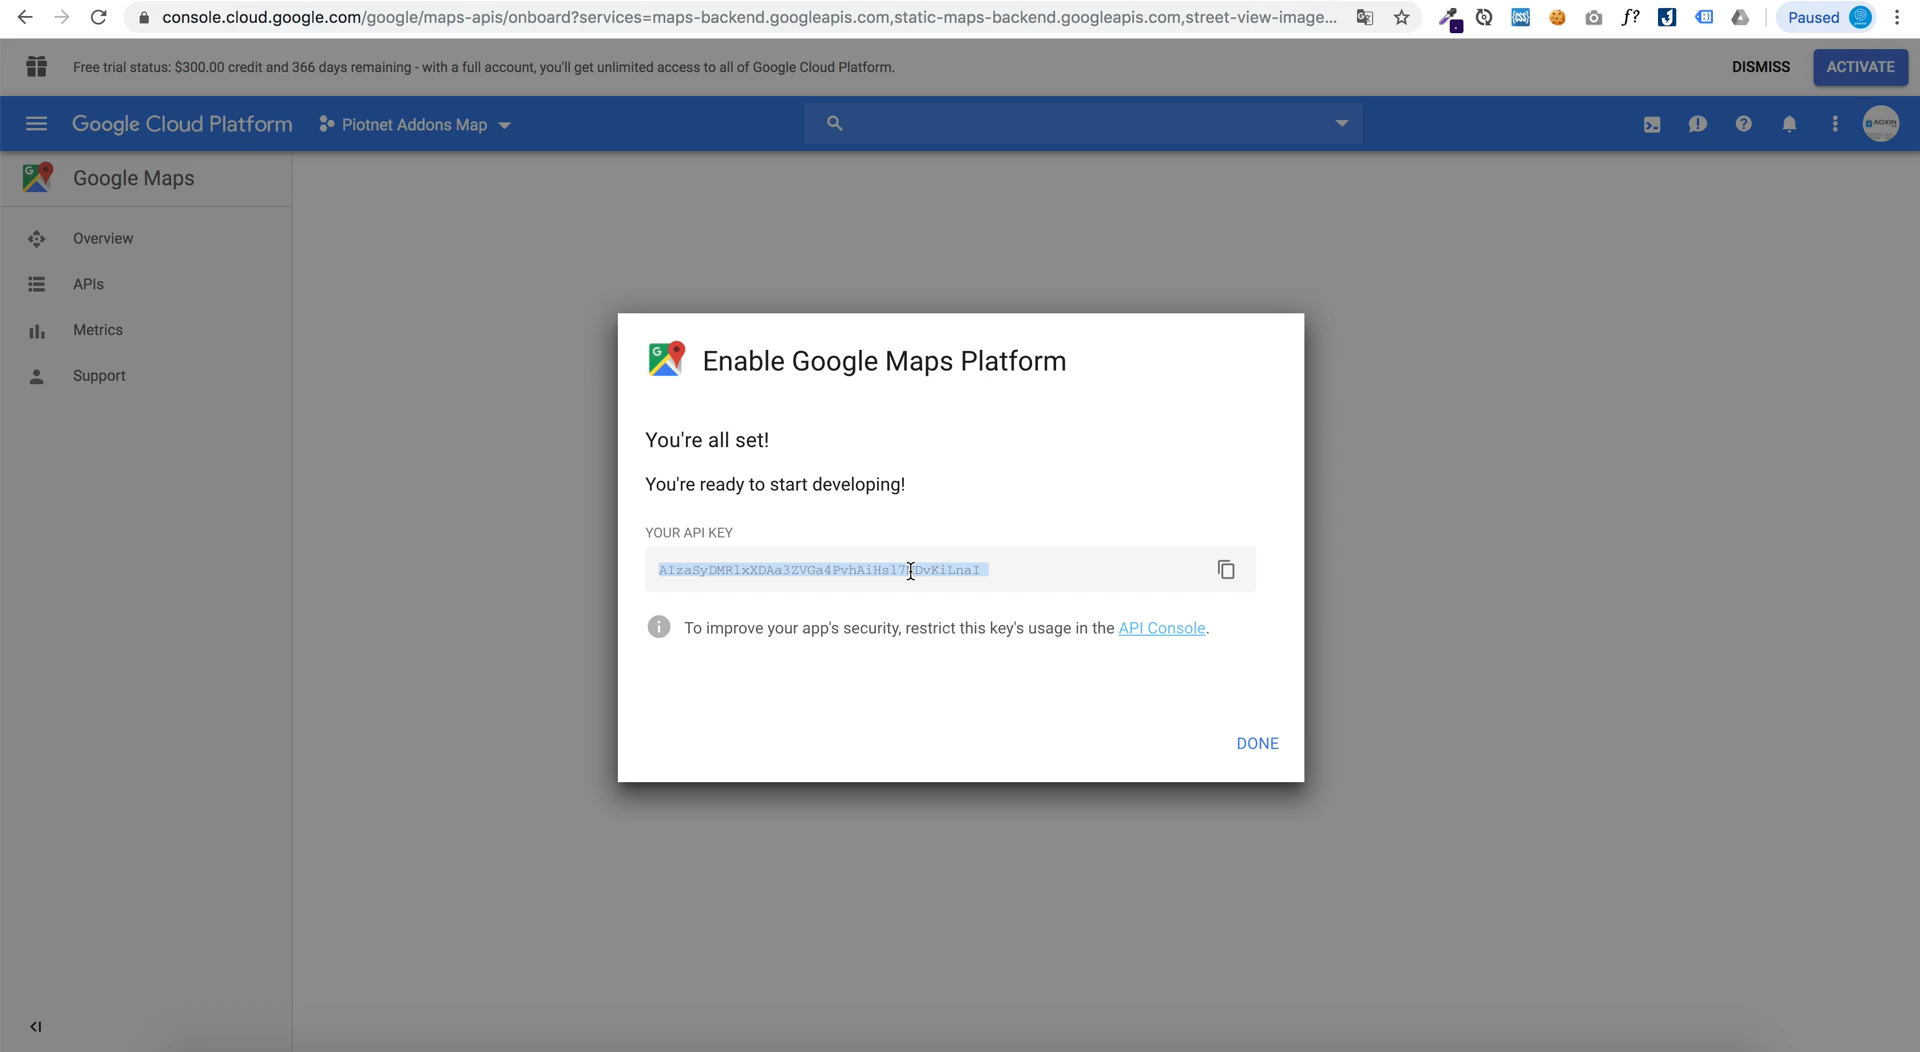 console.cloud.google.com/google/maps-apis/onboard?services=maps-backend.googleapis.com,static-maps-backend.googleapis.com,street-view-image...
f?
Paused
Free trial status: $300.00 credit and 366 days remaining - with a full account, you'll get unlimited access to all of Google Cloud Platform.
DISMISS
ACTIVATE
Google Cloud Platform
Piotnet Addons Map
AOXIN
Google Maps
Overview
APIs
Metrics
Support
Enable Google Maps Platform
You're all set!
You're ready to start developing!
YOUR API KEY
To improve your app's security, restrict this key's usage in the API Console.
DONE